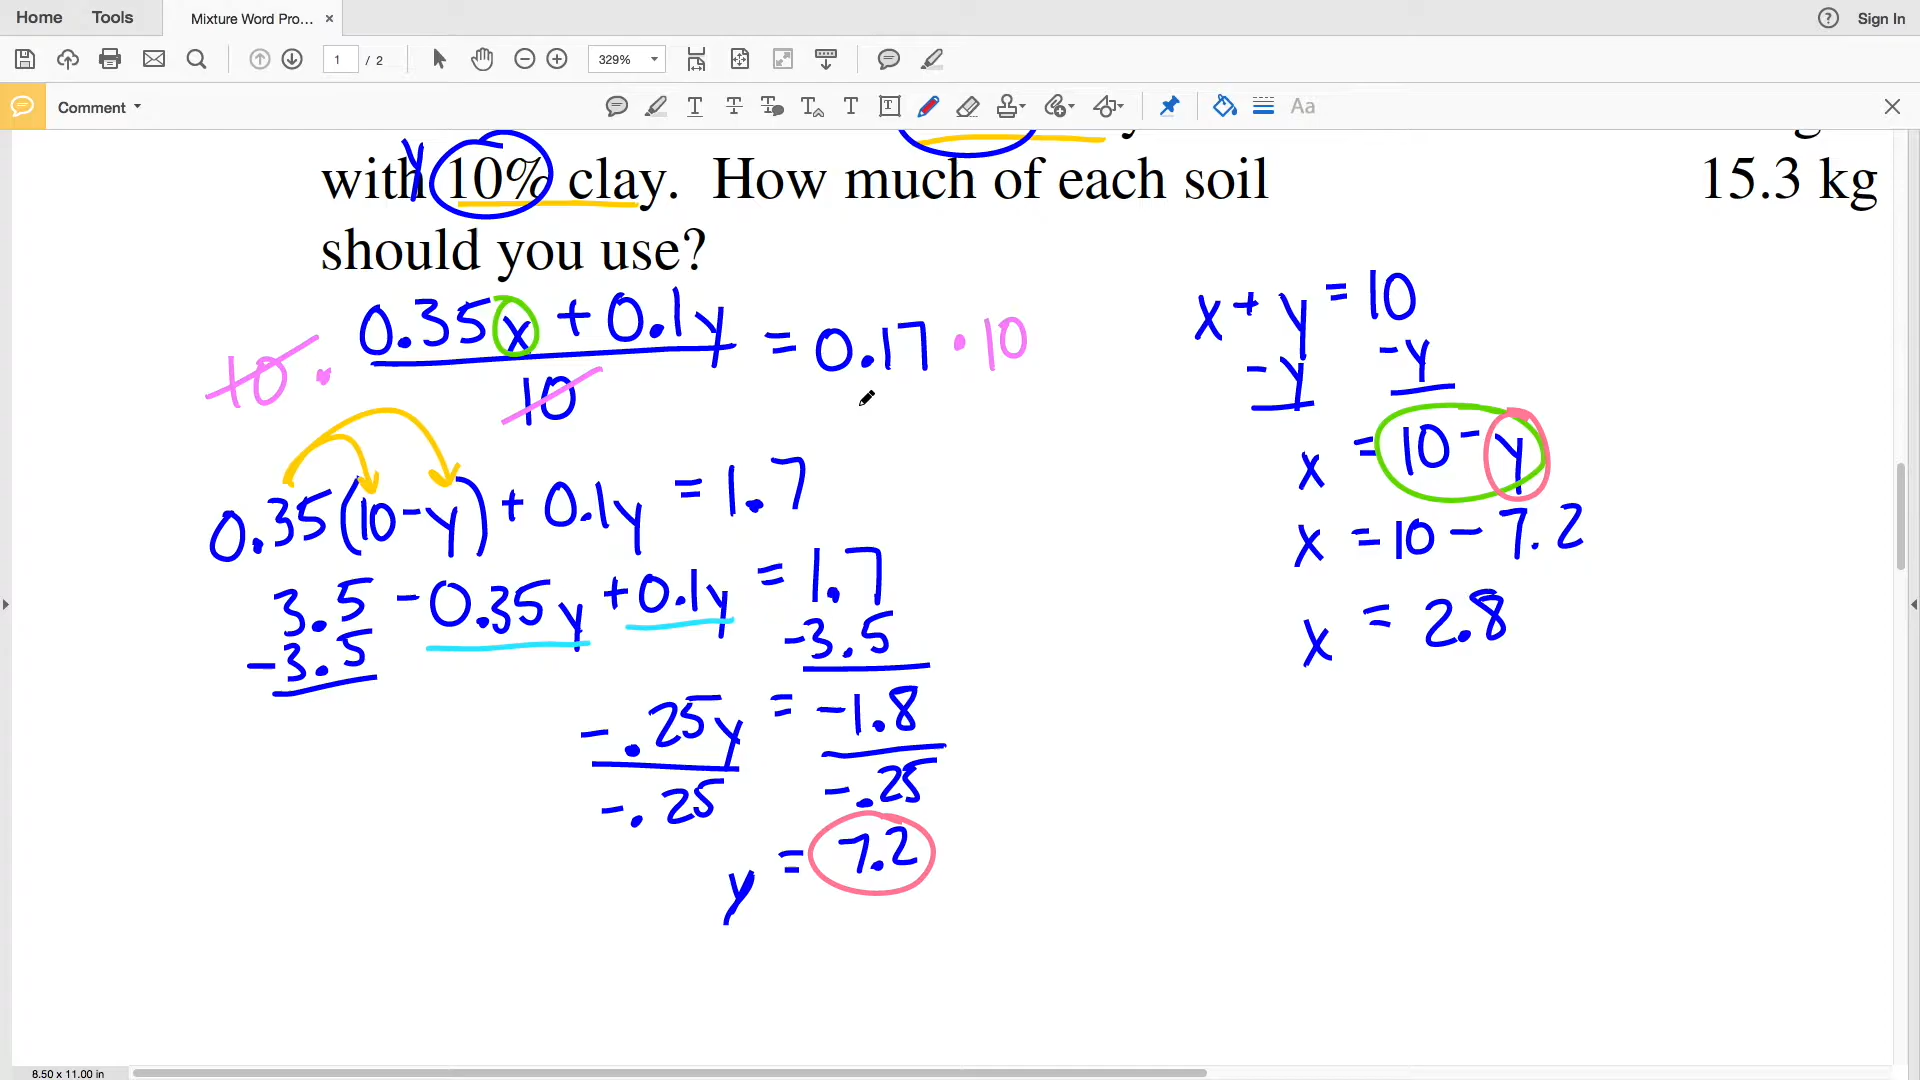 Home Tools Mixture Word Pro... × ? Sign In
1 / 2 329%
Comment T T T T T T Aa
with 10% clay. How much of each soil
y
15.3 kg
should you use?
10 · (0.35x + 0.1y)/10 = 0.17 · 10
0.35(10 - y) + 0.1y = 1.7
3.5 - 0.35y + 0.1y = 1.7
-3.5 -3.5
-.25y = -1.8
-.25 -.25
y = 7.2
x + y = 10
- y - y
x = 10 - y
x = 10 - 7.2
x = 2.8
8.50 x 11.00 in